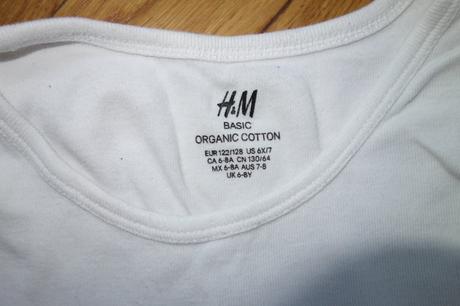 H&M
BASIC
ORGANIC COTTON
EUR 122/128 US 6X/7
CA 6-8A CN 130/64
MX 6-8A AUS 7-8
UK 6-8Y